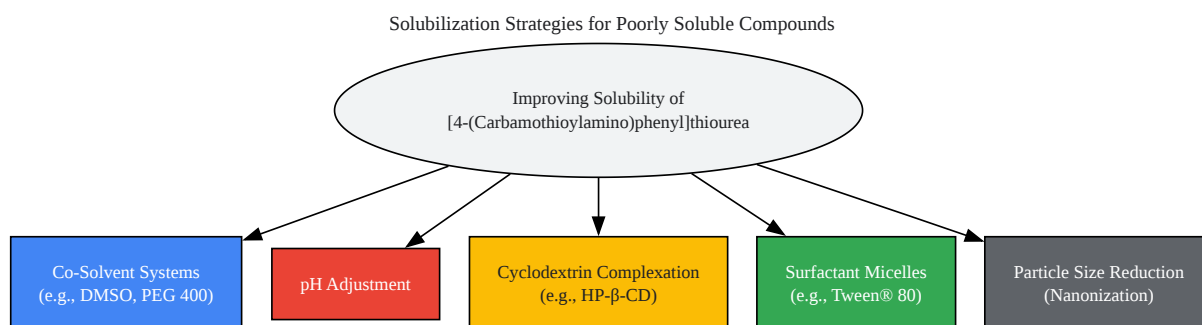 Solubilization Strategies for Poorly Soluble Compounds
Improving Solubility of
[4-(Carbamothioylamino)phenyl]thiourea
Co-Solvent Systems
(e.g., DMSO, PEG 400)
pH Adjustment
Cyclodextrin Complexation
(e.g., HP-β-CD)
Surfactant Micelles
(e.g., Tween® 80)
Particle Size Reduction
(Nanonization)